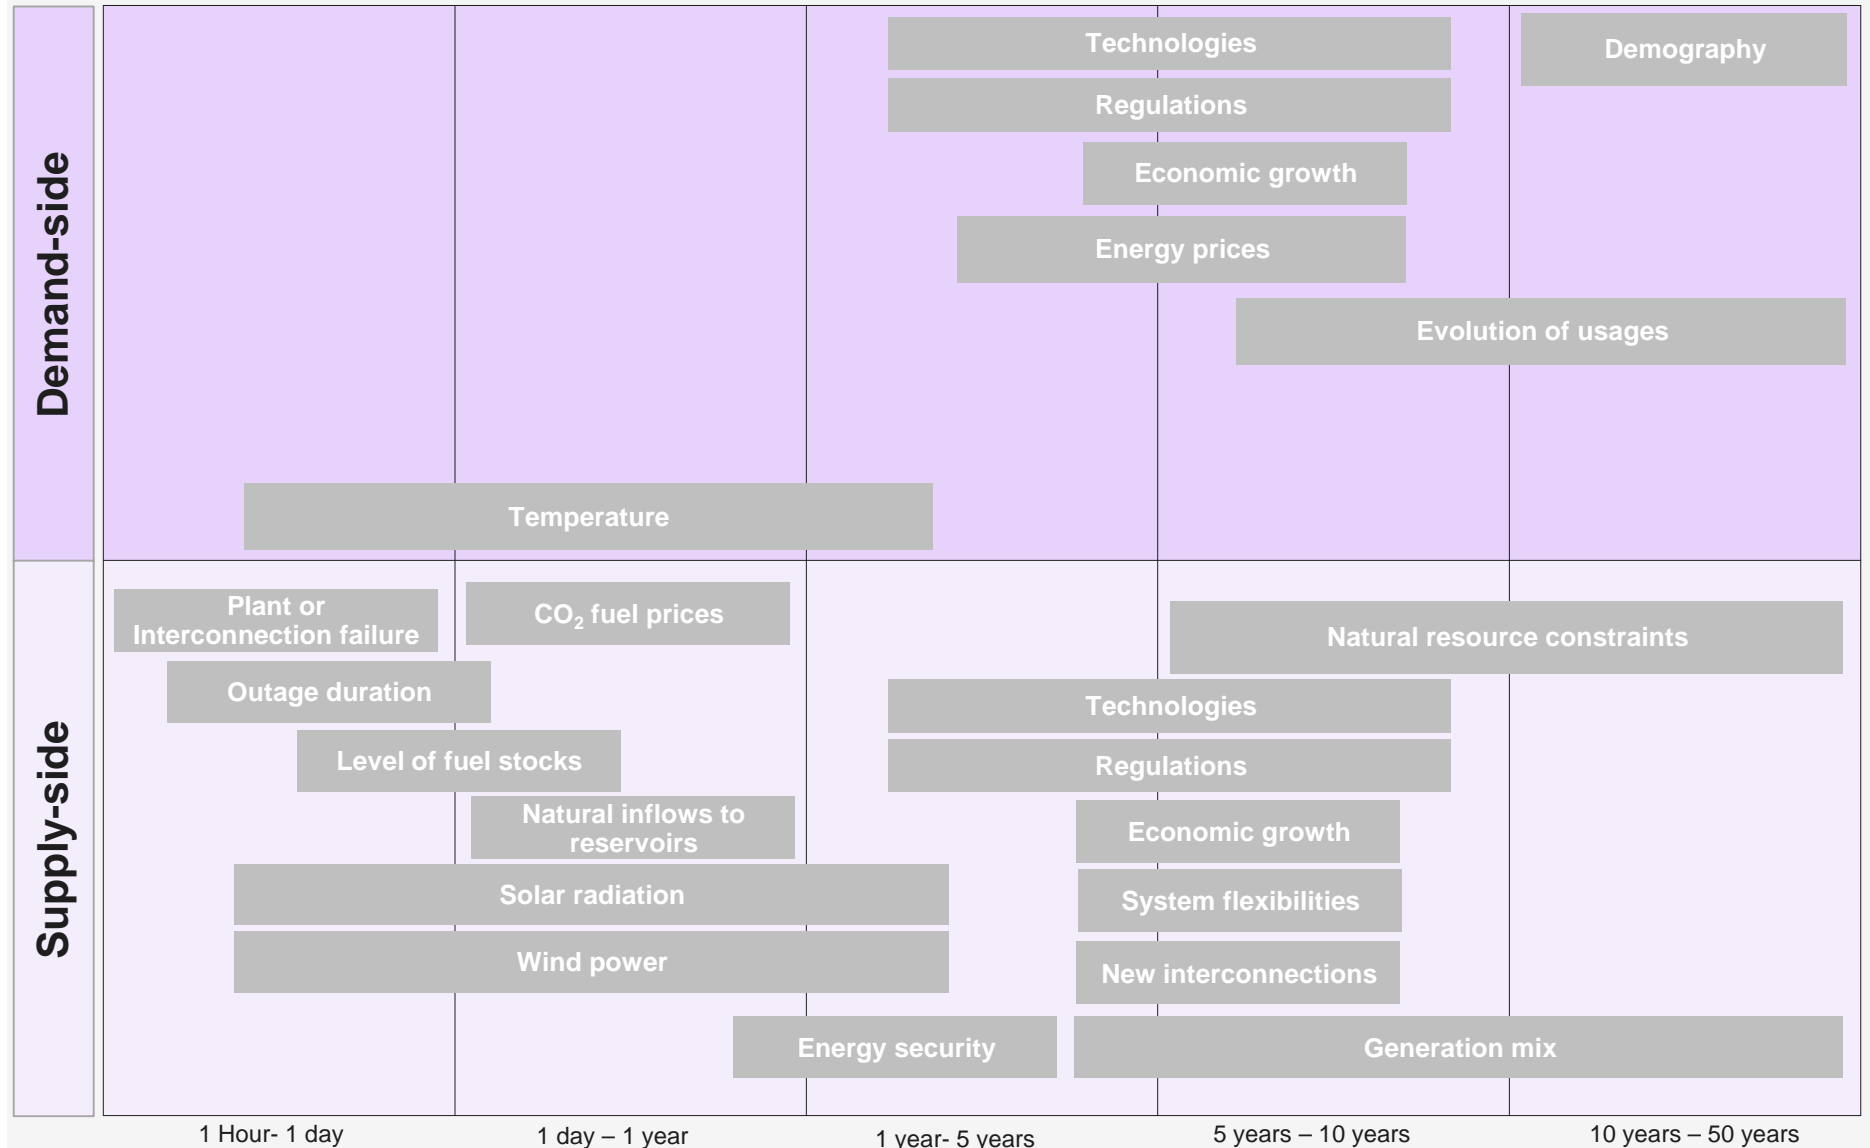 Demand-side
Technologies
Demography
Regulations
Economic growth
Energy prices
Evolution of usages
Temperature
Supply-side
Plant or
Interconnection failure
CO₂ fuel prices
Natural resource constraints
Outage duration
Technologies
Level of fuel stocks
Regulations
Natural inflows to
reservoirs
Economic growth
Solar radiation
System flexibilities
Wind power
New interconnections
Energy security
Generation mix
1 Hour- 1 day
1 day – 1 year
1 year- 5 years
5 years – 10 years
10 years – 50 years